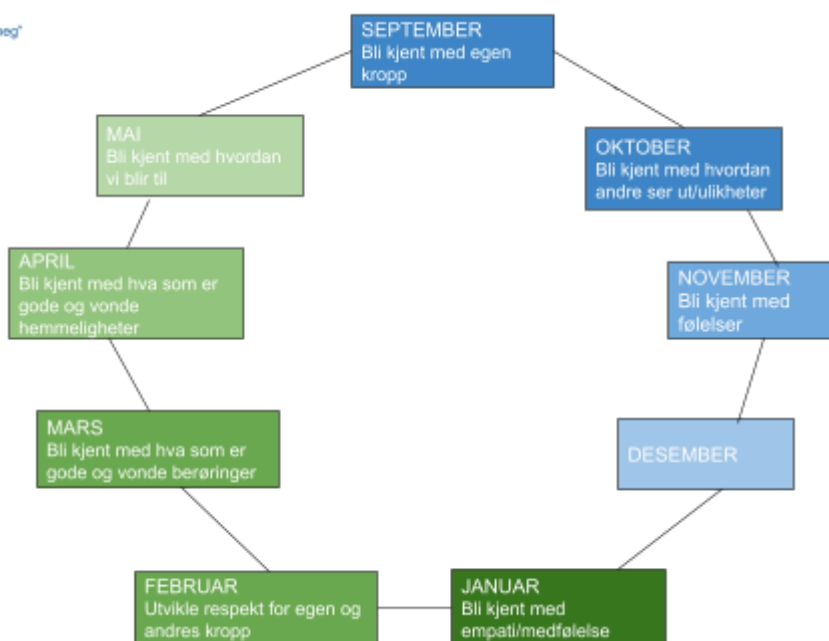 SEPTEMBER
Bli kjent med egen
kropp
MAI
Bli kjent med hvordan
vi blir til
OKTOBER
Bli kjent med hvordan
andre ser ut/ulikheter
APRIL
Bli kjent med hva som er
gode og vonde
hemmeligheter
NOVEMBER
Bli kjent med
følelser
MARS
Bli kjent med hva som er
gode og vonde berøringer
DESEMBER
FEBRUAR
Utvikle respekt for egen og
andres kropp
JANUAR
Bli kjent med
empati/medfølelse